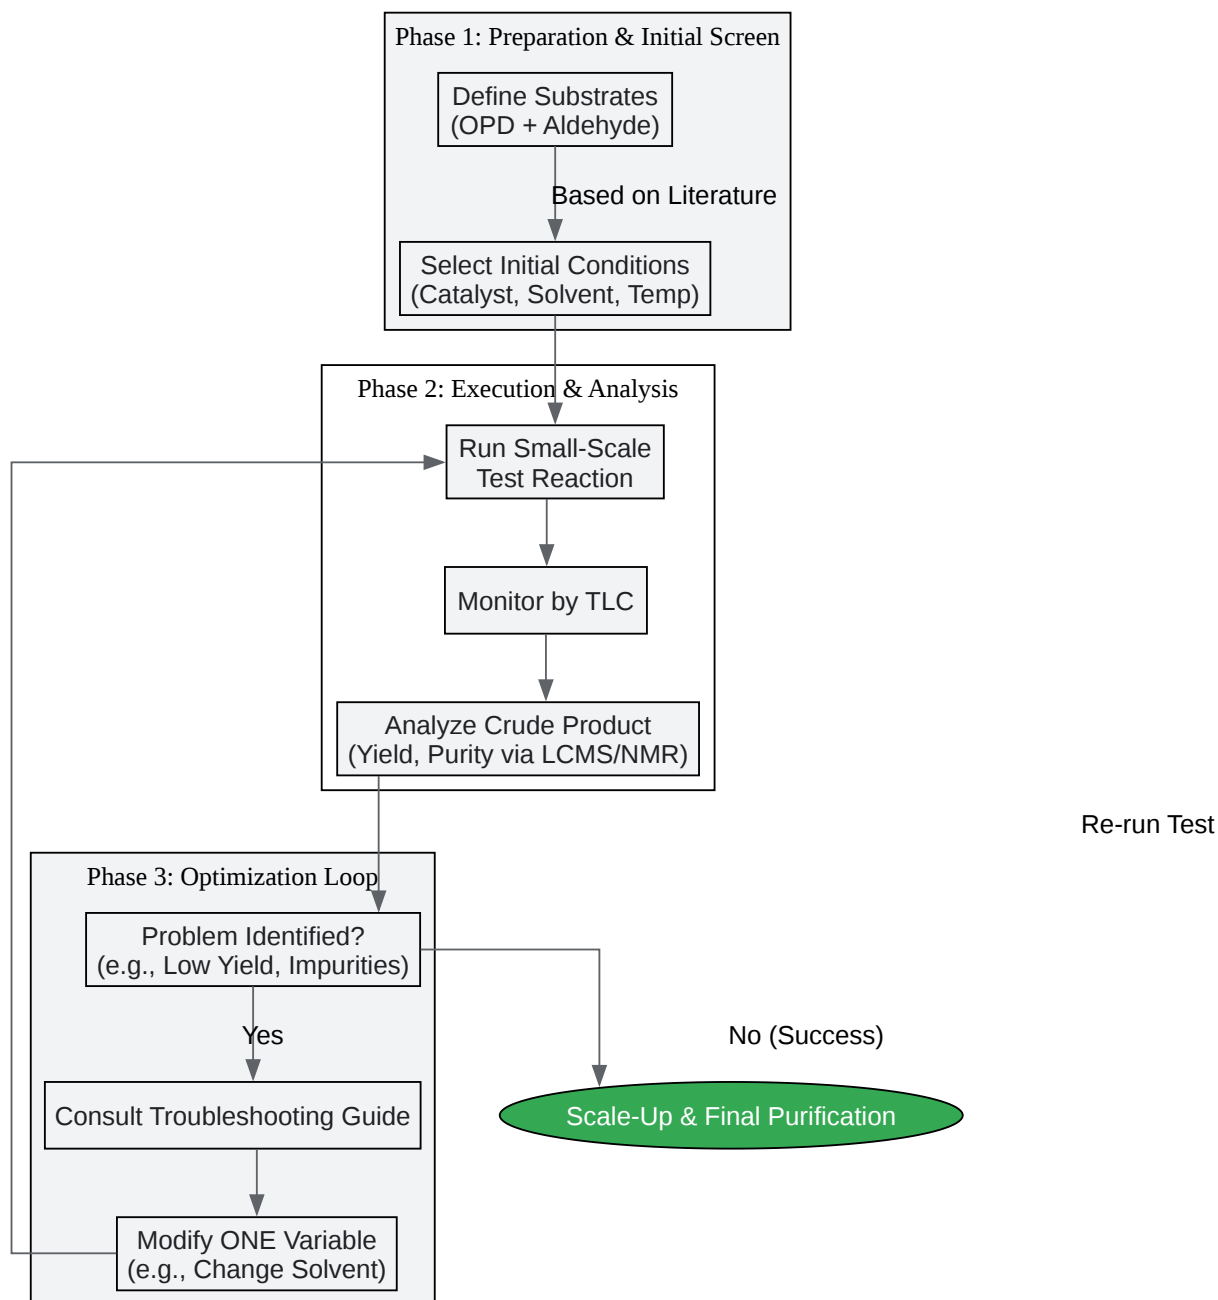 Phase 1: Preparation & Initial Screen
Define Substrates
(OPD + Aldehyde)
Based on Literature
Select Initial Conditions
(Catalyst, Solvent, Temp)
Phase 2: Execution & Analysis
Run Small-Scale
Test Reaction
Monitor by TLC
Analyze Crude Product
(Yield, Purity via LCMS/NMR)
Re-run Test
Phase 3: Optimization Loop
Problem Identified?
(e.g., Low Yield, Impurities)
Yes
No (Success)
Consult Troubleshooting Guide
Scale-Up & Final Purification
Modify ONE Variable
(e.g., Change Solvent)